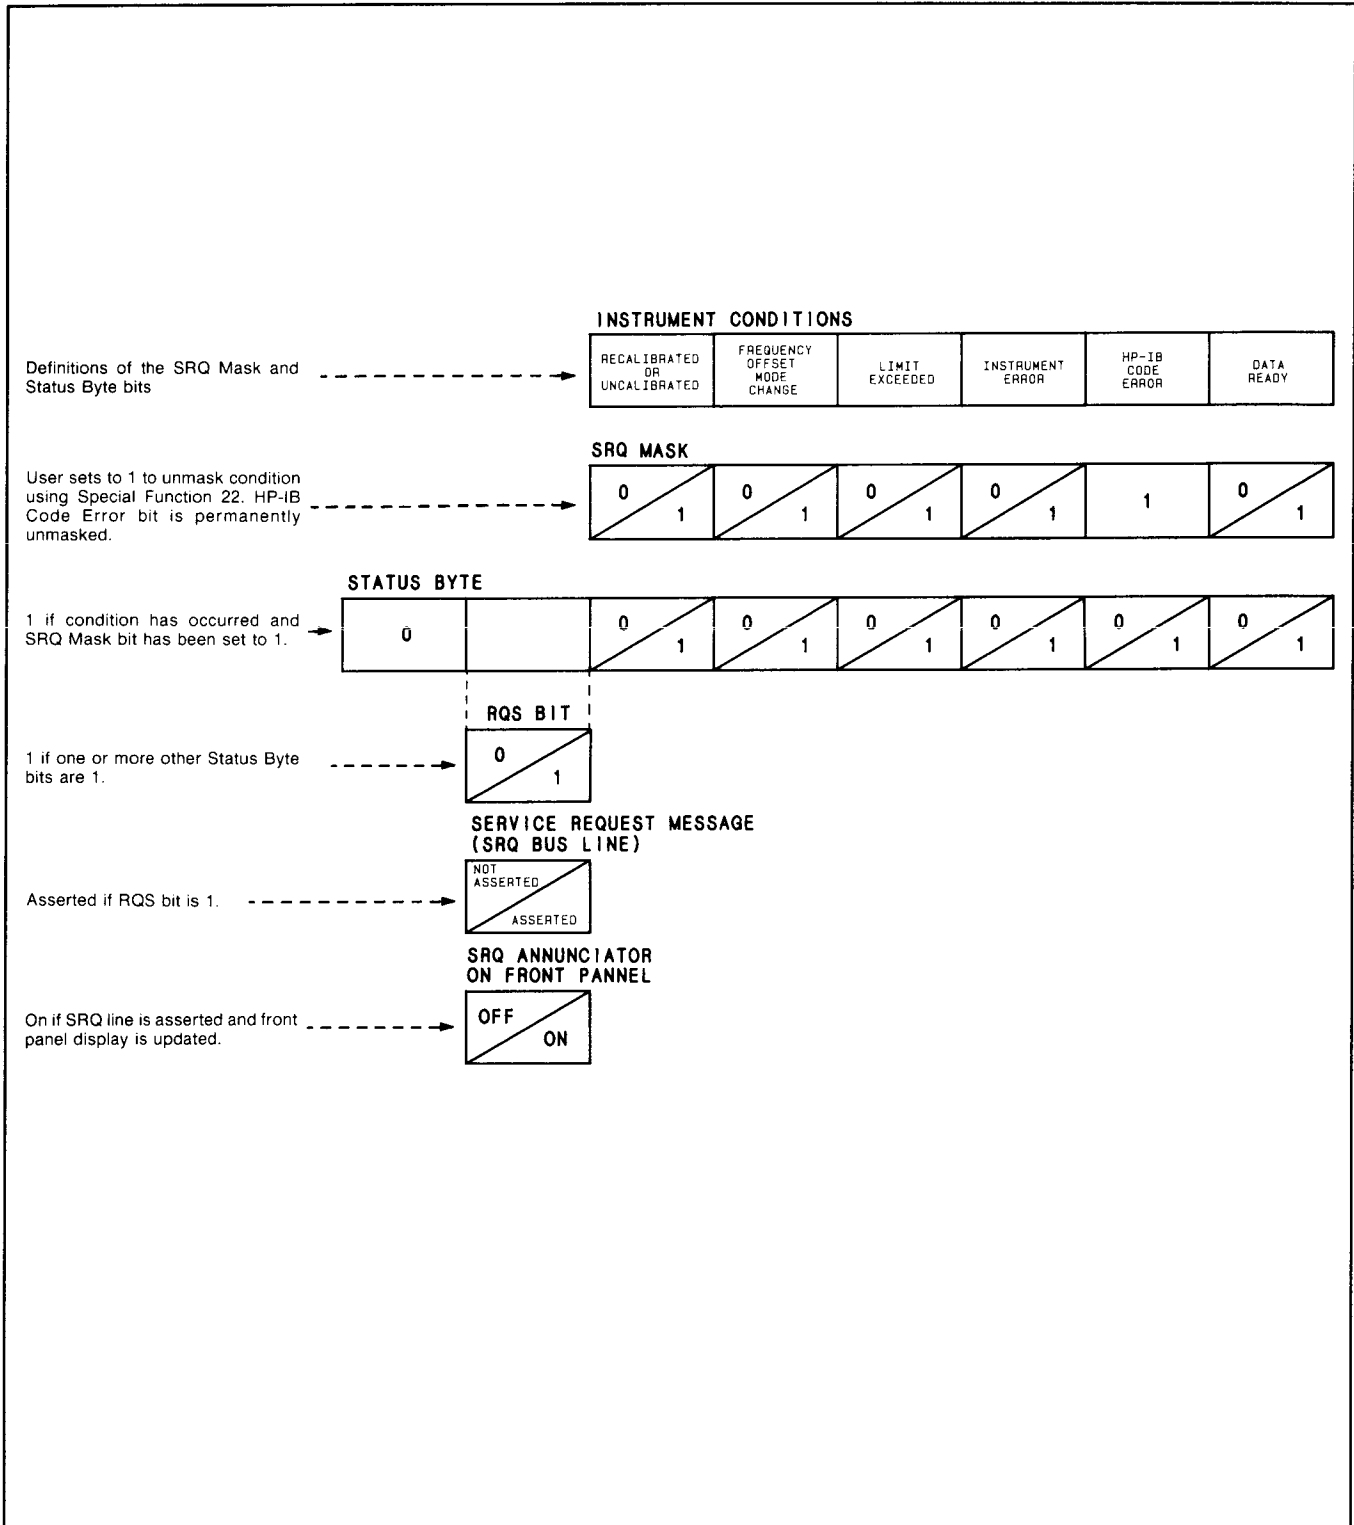 INSTRUMENT CONDITIONS
Definitions of the SRQ Mask and
Status Byte bits
RECALIBRATED
OR
UNCALIBRATED
FREQUENCY
OFFSET
MODE
CHANGE
LIMIT
EXCEEDED
INSTRUMENT
ERROR
HP-IB
CODE
ERROR
DATA
READY
SRQ MASK
User sets to 1 to unmask condition
using Special Function 22. HP-IB
Code Error bit is permanently
unmasked.
0 1 0 1 0 1 0 1 1 0 1
STATUS BYTE
1 if condition has occurred and
SRQ Mask bit has been set to 1.
0 0 1 0 1 0 1 0 1 0 1 0 1
RQS BIT
1 if one or more other Status Byte
bits are 1.
0
1
SERVICE REQUEST MESSAGE
(SRQ BUS LINE)
Asserted if RQS bit is 1.
NOT
ASSERTED
ASSERTED
SRQ ANNUNCIATOR
ON FRONT PANNEL
On if SRQ line is asserted and front
panel display is updated.
OFF
ON